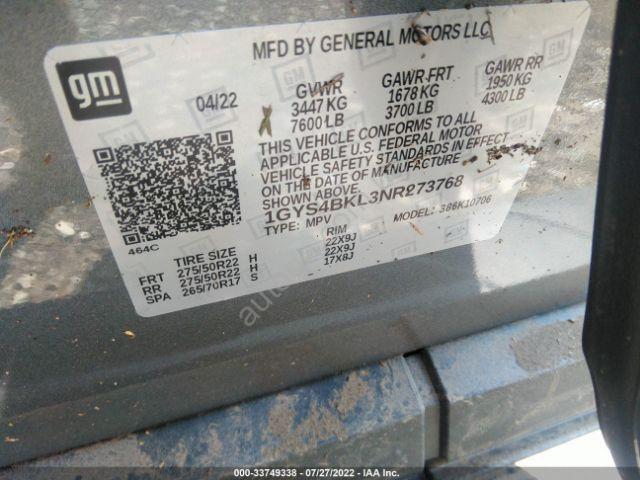 MFD BY GENERAL MOTORS LLC
gm
04/22
GVWR GAWR FRT GAWR RR
3447 KG 1678 KG 1950 KG
7600 LB 3700 LB 4300 LB
THIS VEHICLE CONFORMS TO ALL
APPLICABLE U.S. FEDERAL MOTOR
VEHICLE SAFETY STANDARDS IN EFFECT
ON THE DATE OF MANUFACTURE
SHOWN ABOVE.
1GYS4BKL3NR273768
TYPE: MPV MODEL: 386K10706
464C
TIRE SIZE RIM
FRT 275/50R22 H 22X9J
RR 275/50R22 H 22X9J
SPA 265/70R17 S 17X8J
000-33749338 - 07/27/2022 - IAA Inc.